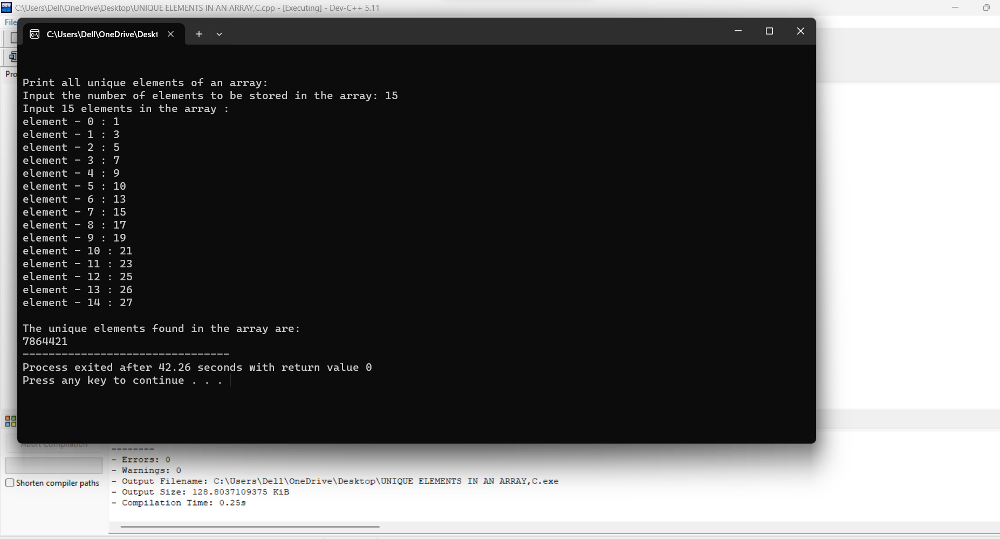 C:\Users\Dell\OneDrive\Desktop\UNIQUE ELEMENTS IN AN ARRAY,C.cpp - [Executing] - Dev-C++ 5.11
File
C:\Users\Dell\OneDrive\Deskt
Print all unique elements of an array:
Input the number of elements to be stored in the array: 15
Input 15 elements in the array :
element - 0 : 1
element - 1 : 3
element - 2 : 5
element - 3 : 7
element - 4 : 9
element - 5 : 10
element - 6 : 13
element - 7 : 15
element - 8 : 17
element - 9 : 19
element - 10 : 21
element - 11 : 23
element - 12 : 25
element - 13 : 26
element - 14 : 27
The unique elements found in the array are:
7864421
--------------------------------
Process exited after 42.26 seconds with return value 0
Press any key to continue . . .
Abort Compilation
Shorten compiler paths
--------
- Errors: 0
- Warnings: 0
- Output Filename: C:\Users\Dell\OneDrive\Desktop\UNIQUE ELEMENTS IN AN ARRAY,C.exe
- Output Size: 128.8037109375 KiB
- Compilation Time: 0.25s